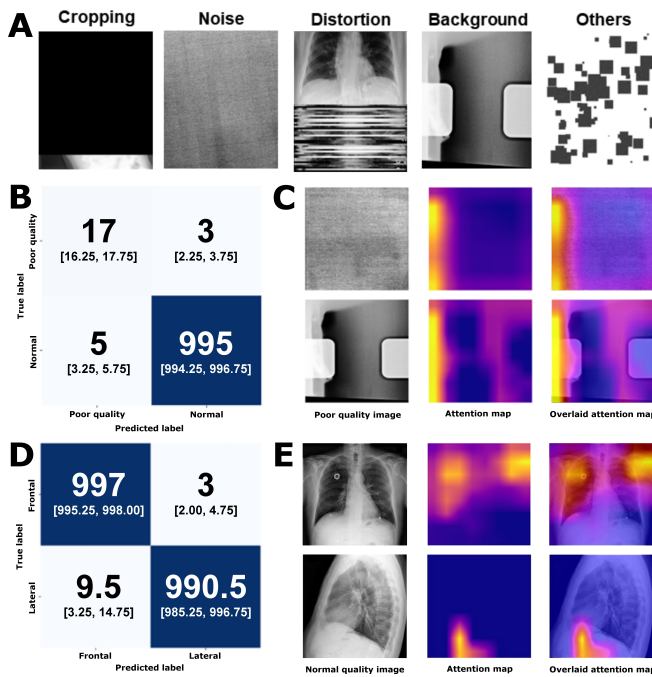 A
Cropping
Noise
Distortion
Background
Others
B
True label
Poor quality
17
[16.25, 17.75]
3
[2.25, 3.75]
Normal
5
[3.25, 5.75]
995
[994.25, 996.75]
Poor quality
Normal
Predicted label
C
Poor quality image
Attention map
Overlaid attention map
D
True label
Frontal
997
[995.25, 998.00]
3
[2.00, 4.75]
Lateral
9.5
[3.25, 14.75]
990.5
[985.25, 996.75]
Frontal
Lateral
Predicted label
E
Normal quality image
Attention map
Overlaid attention map